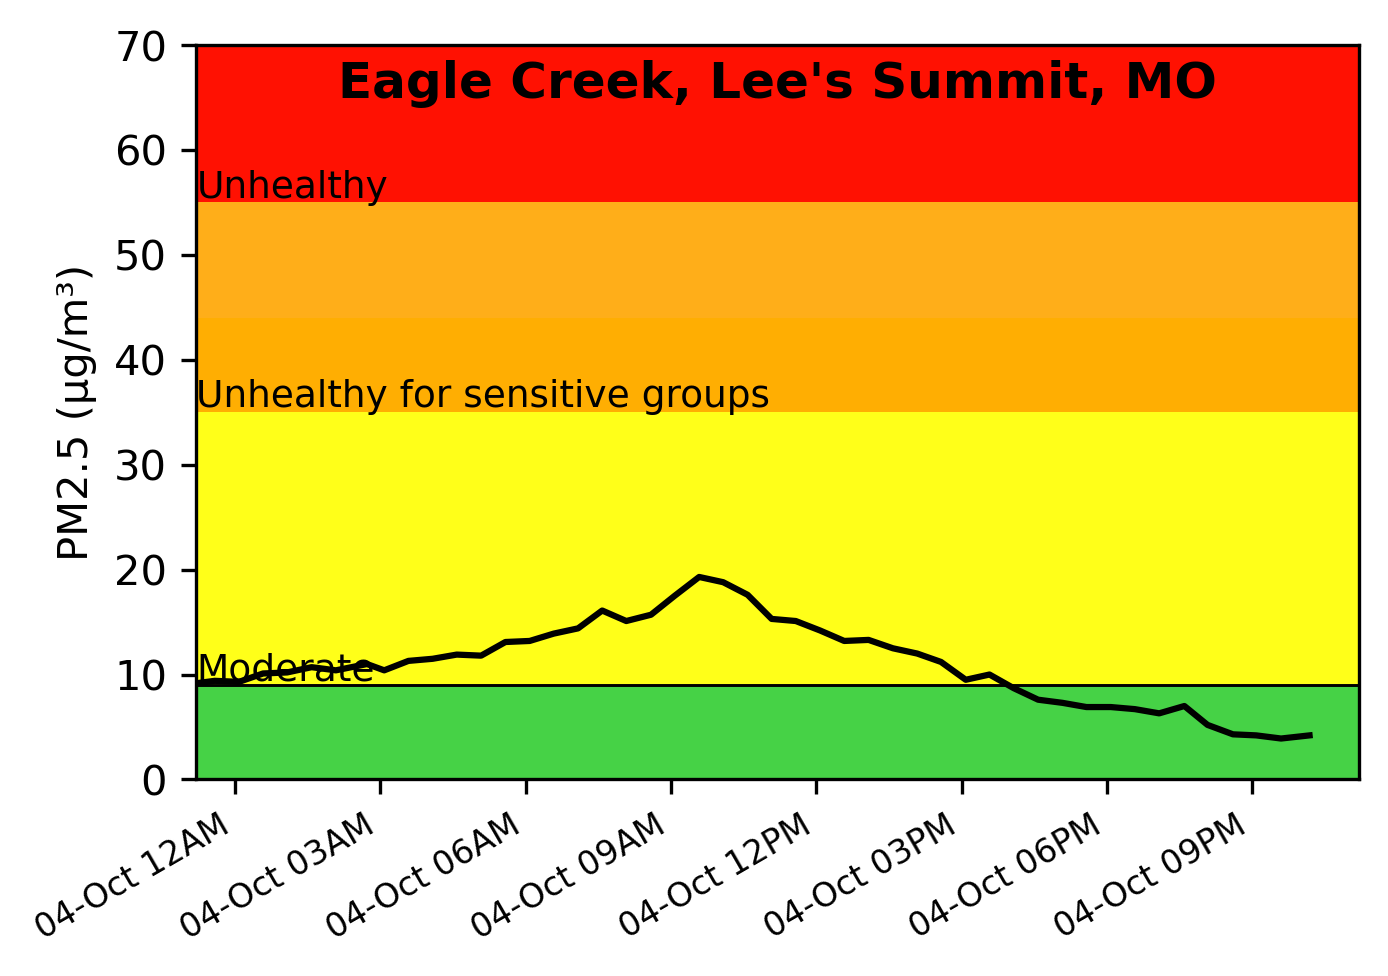 Eagle Creek, Lee's Summit, MO
70
60
50
40
30
20
10
0
PM2.5 (µg/m³)
Unhealthy
Unhealthy for sensitive groups
Moderate
04-Oct 12AM
04-Oct 03AM
04-Oct 06AM
04-Oct 09AM
04-Oct 12PM
04-Oct 03PM
04-Oct 06PM
04-Oct 09PM